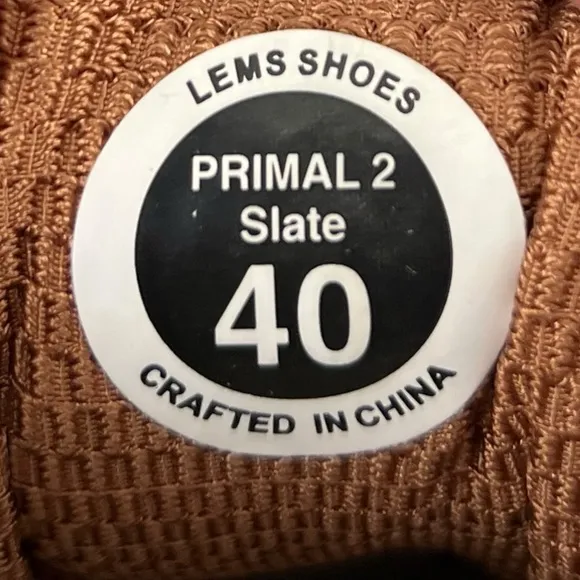 LEMS SHOES
PRIMAL 2
Slate
40
CRAFTED IN CHINA